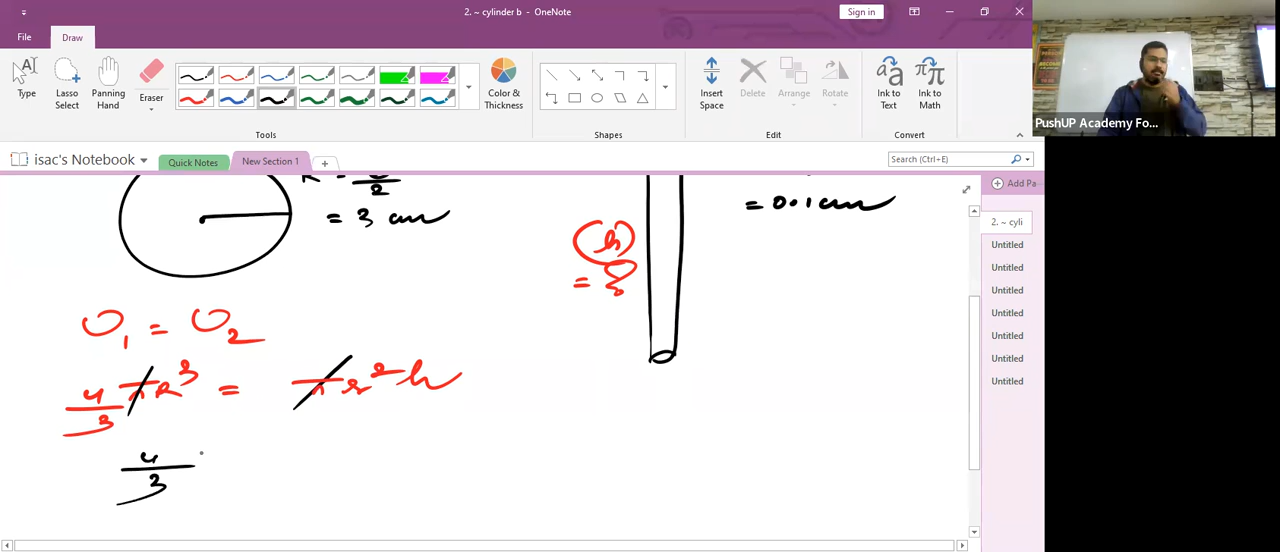 2. ~ cylinder b - OneNote
Sign in
File
Draw
Type
Lasso Select
Panning Hand
Eraser
Color & Thickness
Insert Space
Delete
Arrange
Rotate
Ink to Text
Ink to Math
Tools
Shapes
Edit
Convert
PushUP Academy Fo...
isac's Notebook
Quick Notes
New Section 1
Search (Ctrl+E)
Add Pa
2. ~ cyli
Untitled
Untitled
Untitled
Untitled
Untitled
Untitled
Untitled
2
= 3 cm
= 0.1 cm
(h)
= ?
V1 = V2
4/3 πR³ = πr²h
4/3